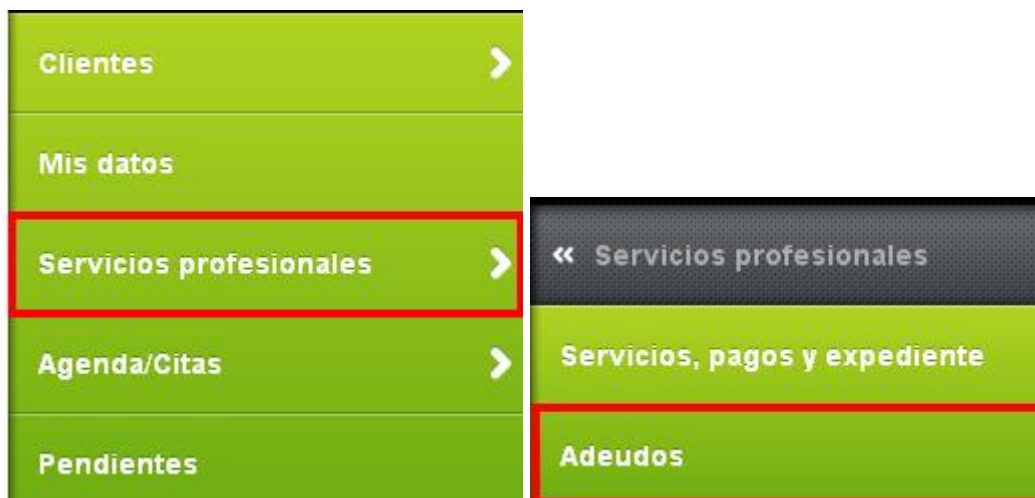 Clientes
Mis datos
Servicios profesionales
Agenda/Citas
Pendientes
« Servicios profesionales
Servicios, pagos y expediente
Adeudos